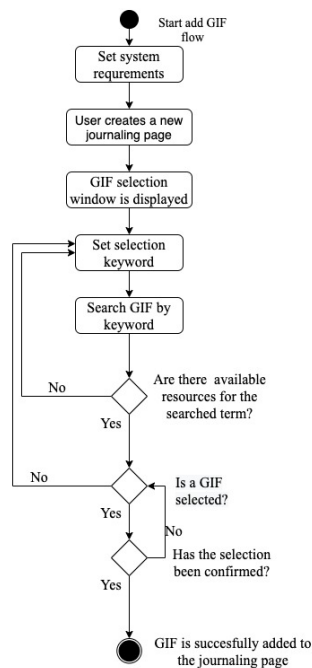 Start add GIF
flow
Set system
requrements
User creates a new
journaling page
GIF selection
window is displayed
Set selection
keyword
Search GIF by
keyword
Are there available
resources for the
searched term?
No
Yes
No
Is a GIF
selected?
Yes
No
Has the selection
been confirmed?
Yes
GIF is succesfully added to
the journaling page